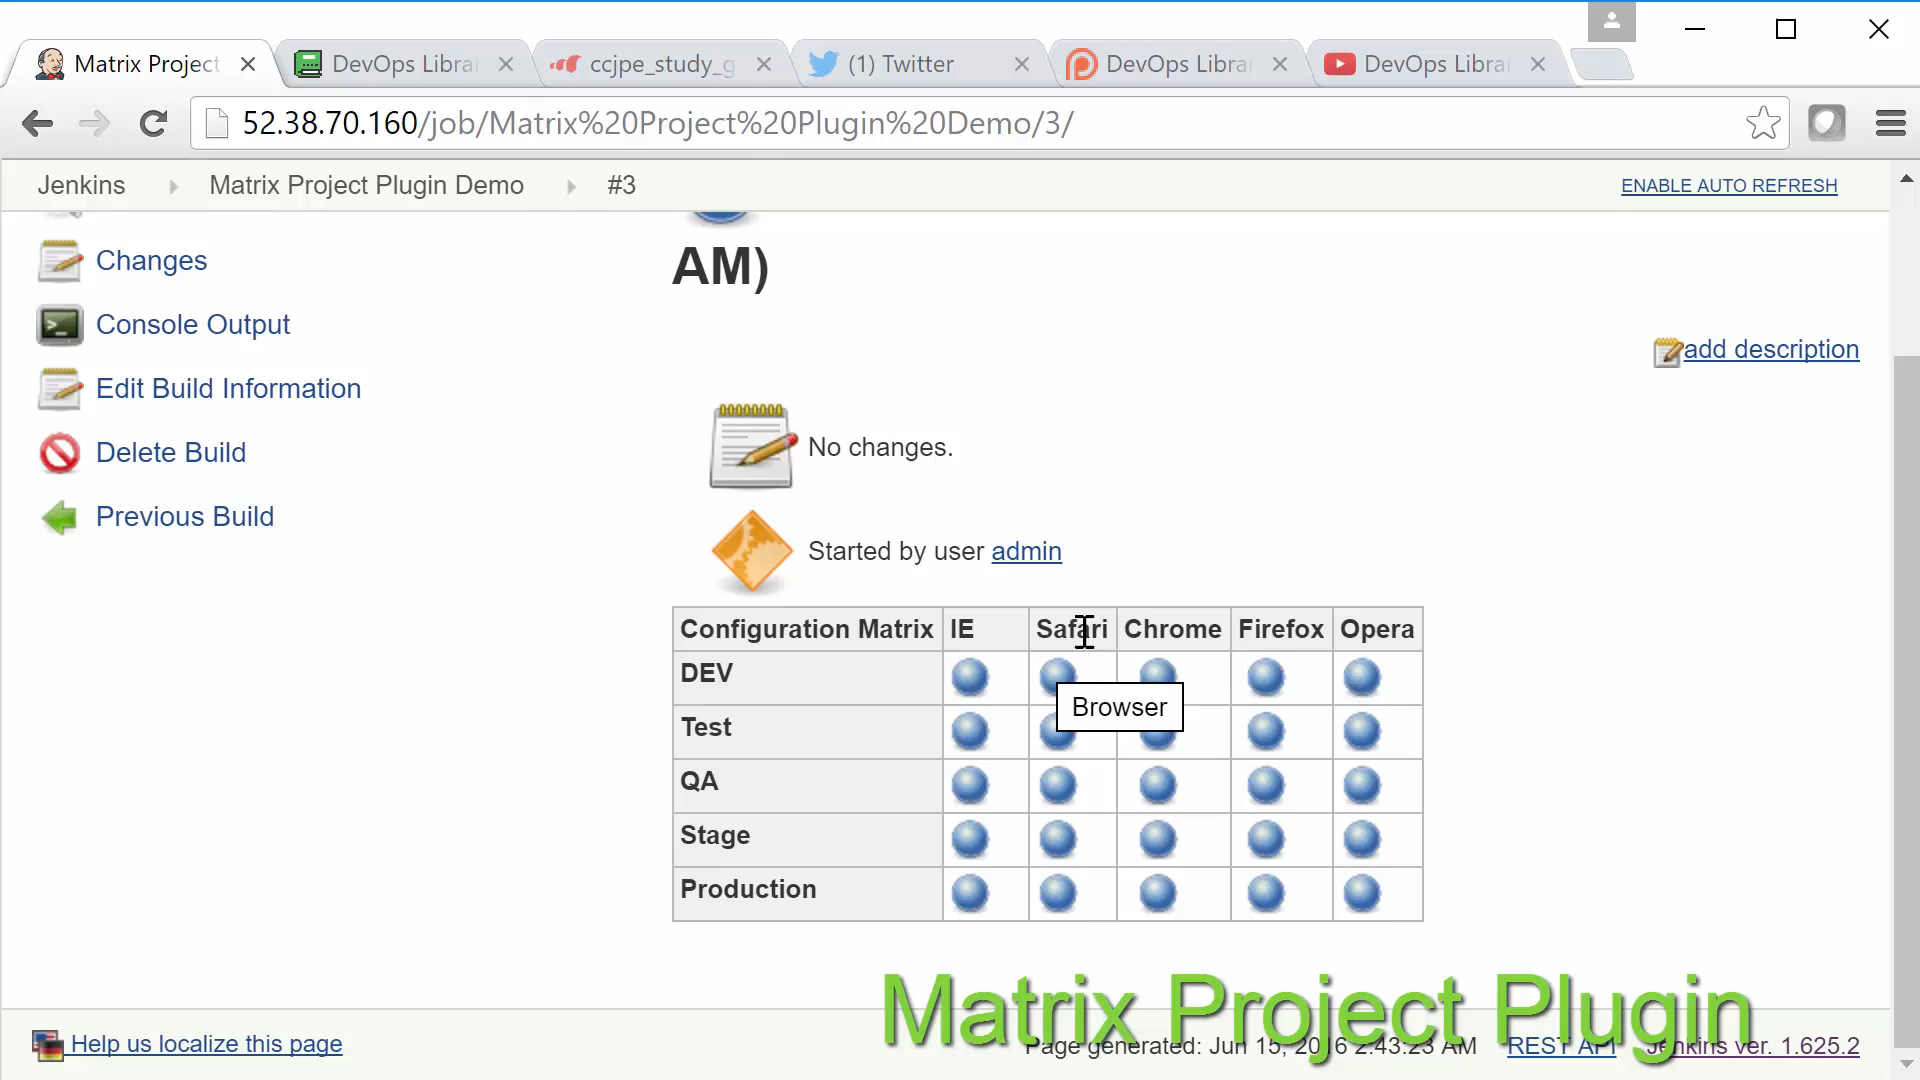 Matrix Project
DevOps Libra
ccjpe_study_g
(1) Twitter
DevOps Libra
DevOps Libra
52.38.70.160/job/Matrix%20Project%20Plugin%20Demo/3/
Jenkins
Matrix Project Plugin Demo
#3
ENABLE AUTO REFRESH
Changes
Console Output
Edit Build Information
Delete Build
Previous Build
AM)
add description
No changes.
Started by user admin
Configuration Matrix IE Safari Chrome Firefox Opera
DEV
Browser
Test
QA
Stage
Production
Matrix Project Plugin
Help us localize this page
Page generated: Jun 15, 2016 2:43:23 AM
REST API
Jenkins ver. 1.625.2